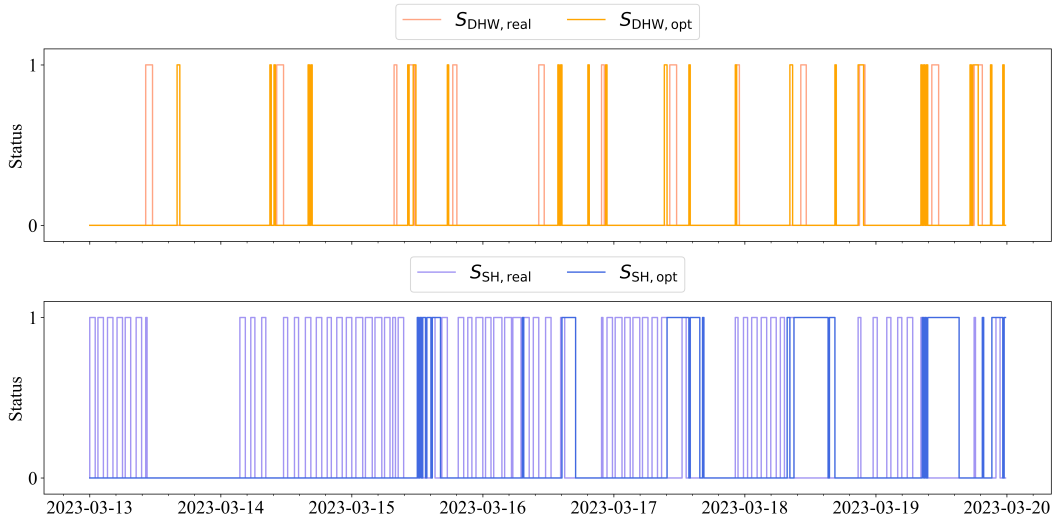 S_DHW, real S_DHW, opt
1
Status
0
S_SH, real S_SH, opt
1
Status
0
2023-03-13 2023-03-14 2023-03-15 2023-03-16 2023-03-17 2023-03-18 2023-03-19 2023-03-20